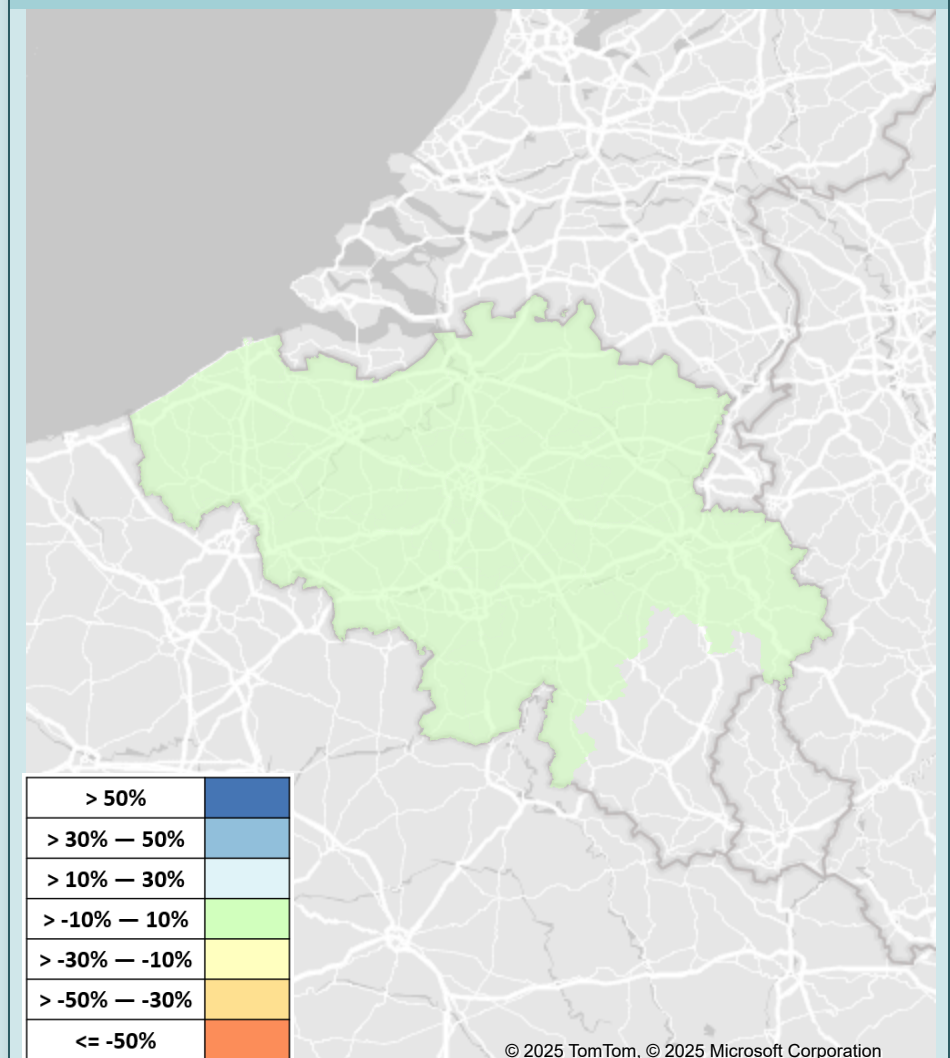 > 50%
> 30% — 50%
> 10% — 30%
> -10% — 10%
> -30% — -10%
> -50% — -30%
<= -50%
© 2025 TomTom, © 2025 Microsoft Corporation